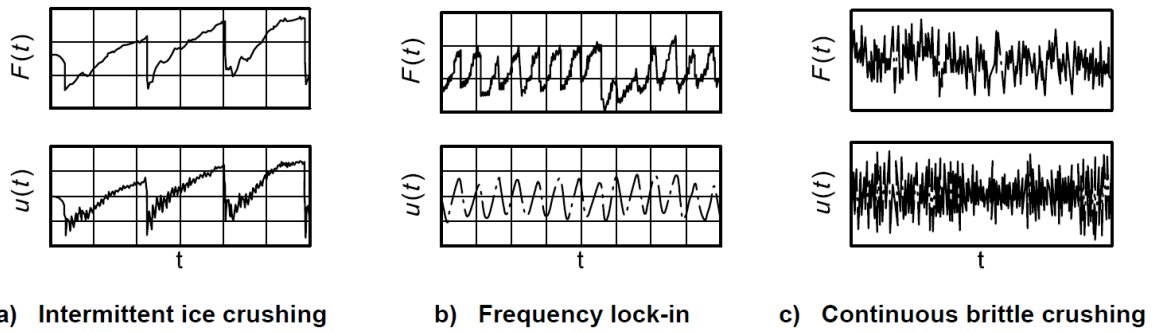 F(t)
F(t)
F(t)
u(t)
u(t)
u(t)
t
t
t
a) Intermittent ice crushing
b) Frequency lock-in
c) Continuous brittle crushing